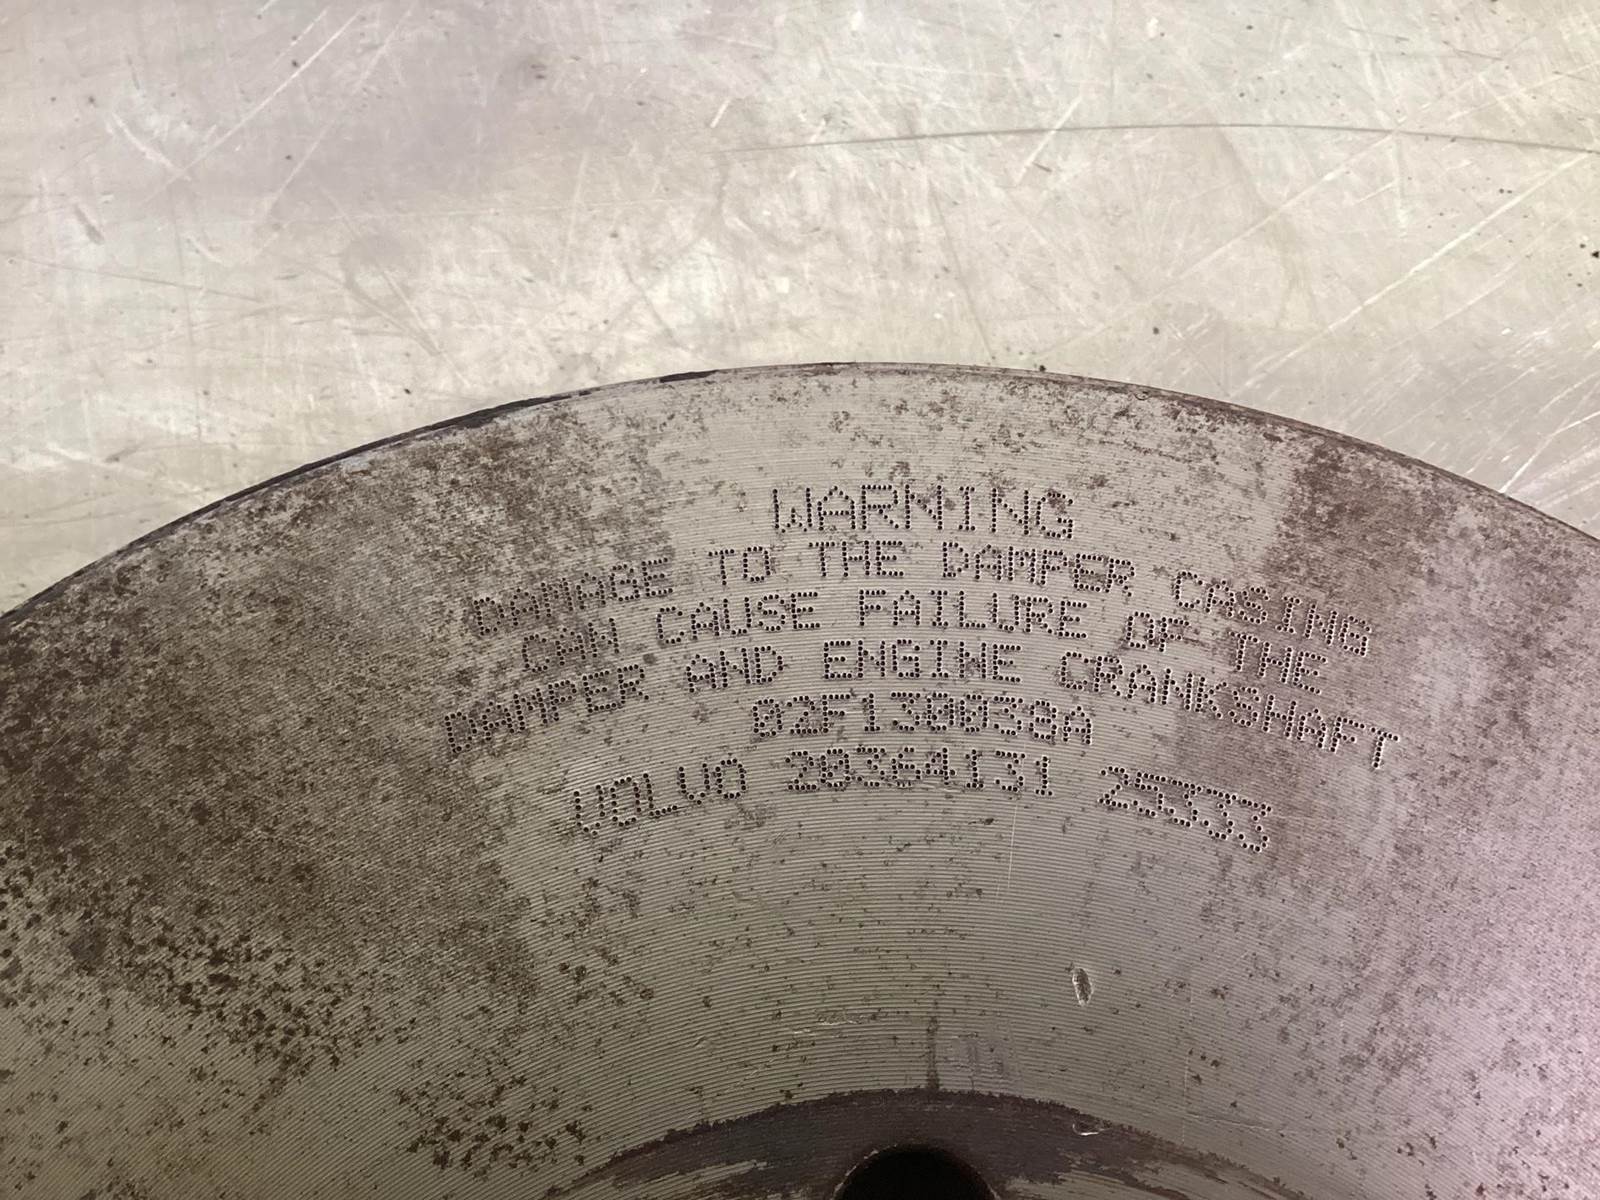 WARNING
DAMAGE TO THE DAMPER CASING
CAN CAUSE FAILURE OF THE
DAMPER AND ENGINE CRANKSHAFT
02F130038A
VOLVO 20364131 25333